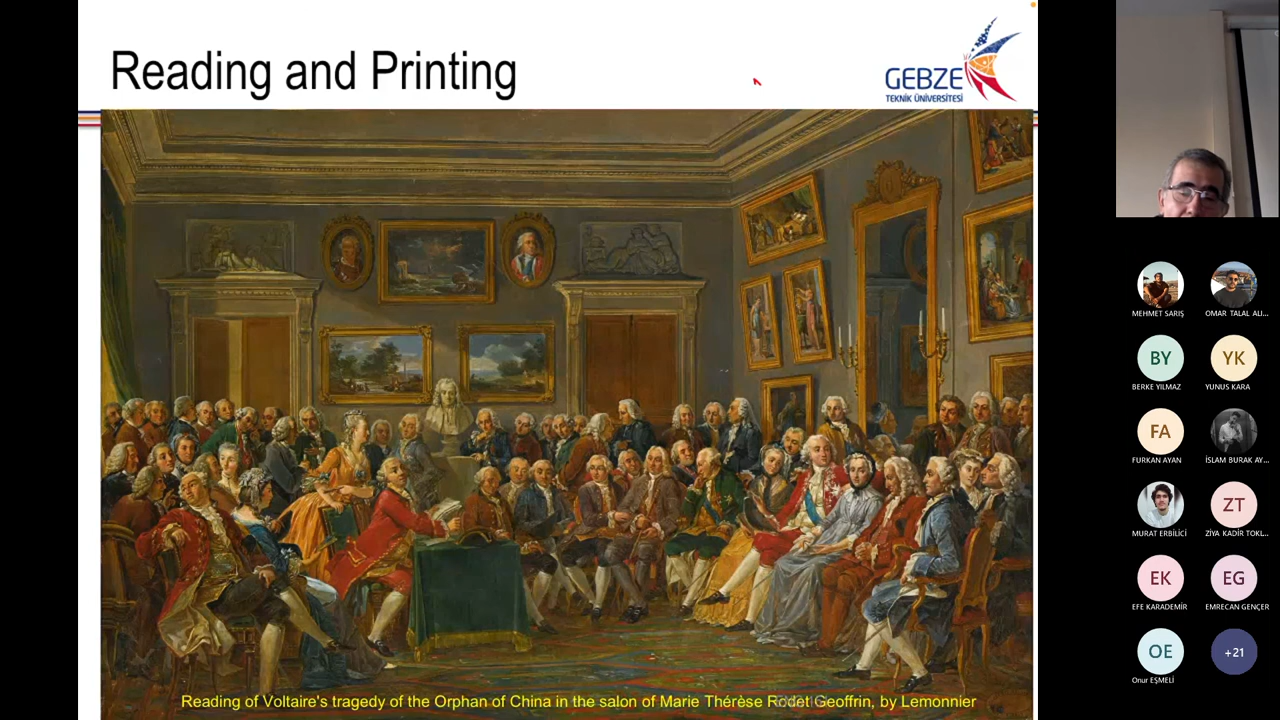 Reading and Printing
GEBZE
TEKNİK ÜNİVERSİTESİ
Reading of Voltaire's tragedy of the Orphan of China in the salon of Marie Thérèse Rodet Geoffrin, by Lemonnier
MEHMET SARIŞ
OMAR TALAL ALI...
BY
YK
BERKE YILMAZ
YUNUS KARA
FA
FURKAN AYAN
İSLAM BURAK AY...
ZT
MURAT ERBİLİCİ
ZİYA KADİR TOKL...
EK
EG
EFE KARADEMİR
EMRECAN GENÇER
OE
+21
Onur EŞMELİ